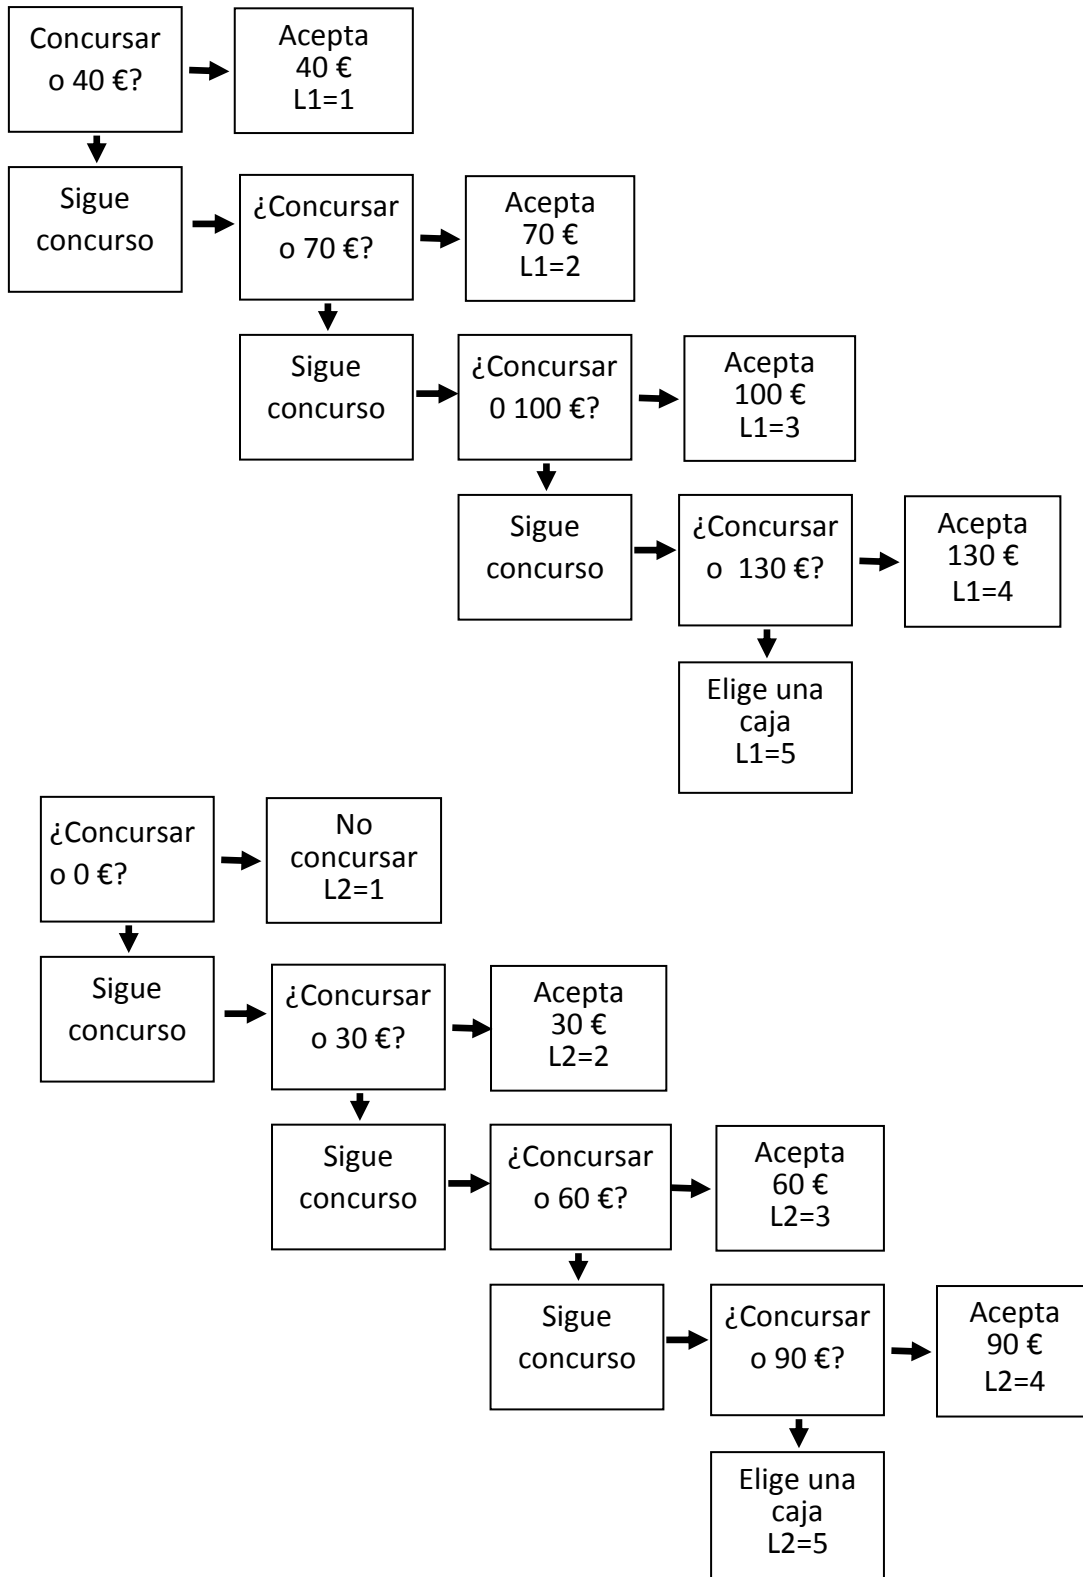 Concursar
o 40 €?
Acepta
40 €
L1=1
Sigue
concurso
¿Concursar
o 70 €?
Acepta
70 €
L1=2
Sigue
concurso
¿Concursar
0 100 €?
Acepta
100 €
L1=3
Sigue
concurso
¿Concursar
o 130 €?
Acepta
130 €
L1=4
Elige una
caja
L1=5
¿Concursar
o 0 €?
No
concursar
L2=1
Sigue
concurso
¿Concursar
o 30 €?
Acepta
30 €
L2=2
Sigue
concurso
¿Concursar
o 60 €?
Acepta
60 €
L2=3
Sigue
concurso
¿Concursar
o 90 €?
Acepta
90 €
L2=4
Elige una
caja
L2=5